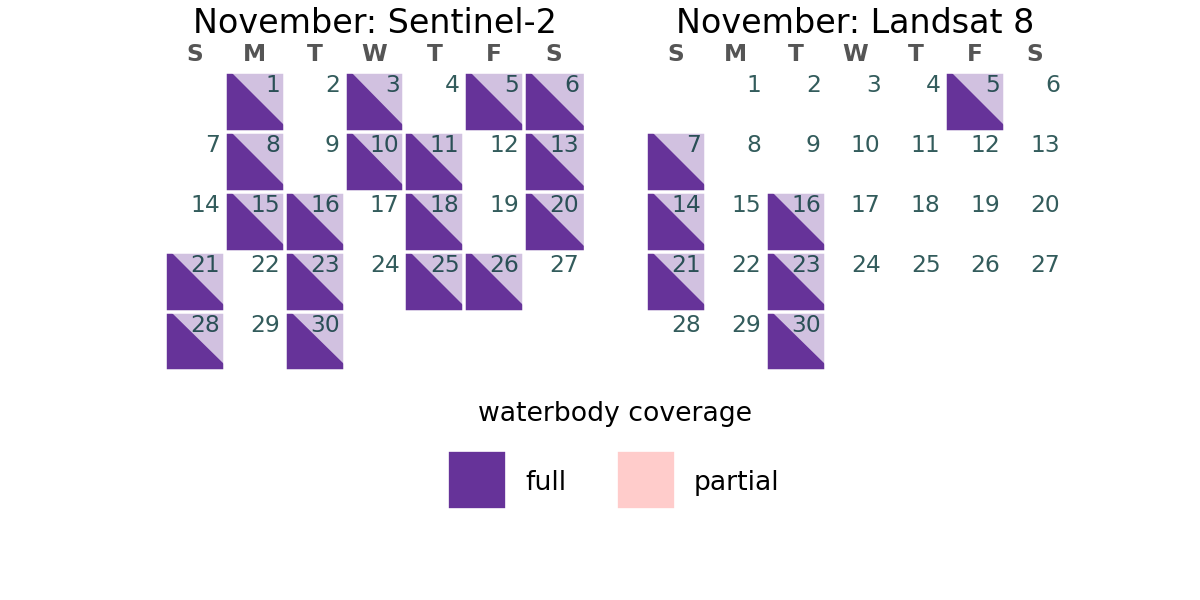 November: Sentinel-2
S M T W T F S
1 2 3 4 5 6
7 8 9 10 11 12 13
14 15 16 17 18 19 20
21 22 23 24 25 26 27
28 29 30
November: Landsat 8
S M T W T F S
1 2 3 4 5 6
7 8 9 10 11 12 13
14 15 16 17 18 19 20
21 22 23 24 25 26 27
28 29 30
waterbody coverage
full partial